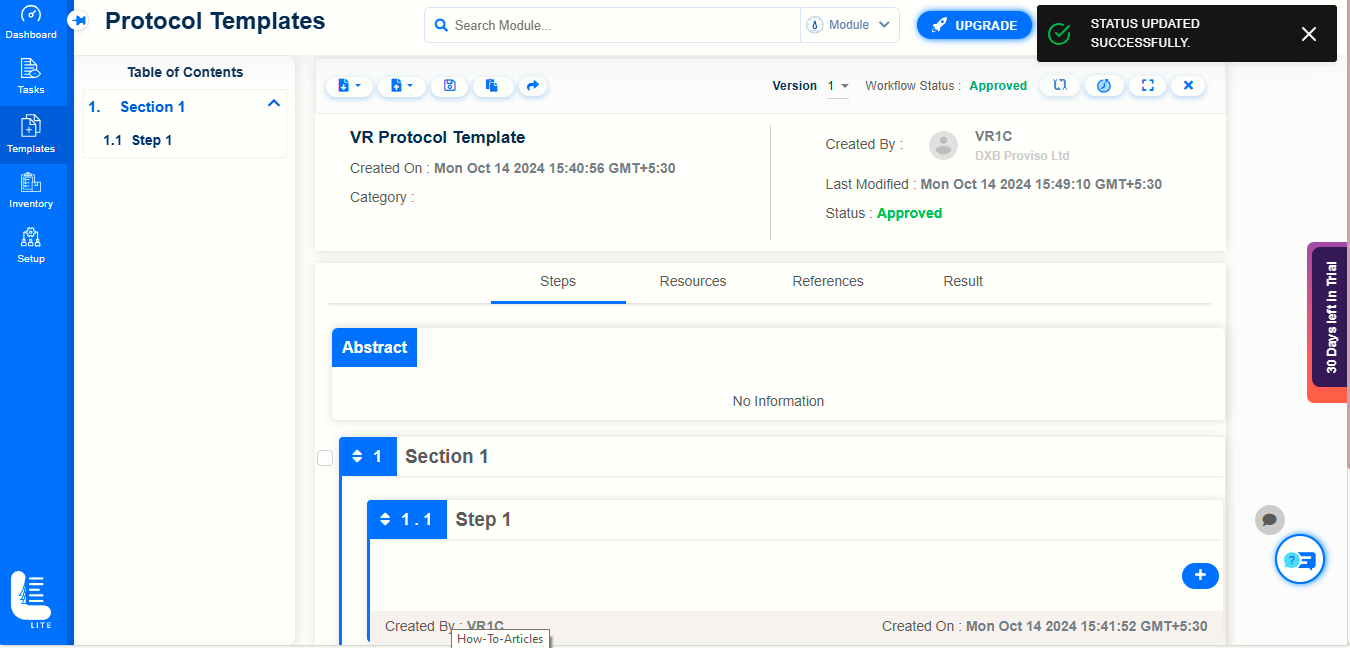 Dashboard
Tasks
Templates
Inventory
Setup
LITE
Protocol Templates
Search Module...
Module
UPGRADE
STATUS UPDATED
SUCCESSFULLY.
Table of Contents
1. Section 1
1.1 Step 1
Version 1
Workflow Status : Approved
VR Protocol Template
Created On : Mon Oct 14 2024 15:40:56 GMT+5:30
Category :
Created By :
VR1C
DXB Proviso Ltd
Last Modified : Mon Oct 14 2024 15:49:10 GMT+5:30
Status : Approved
Steps
Resources
References
Result
Abstract
No Information
1 Section 1
1 . 1 Step 1
+
Created By : VR1C
Created On : Mon Oct 14 2024 15:41:52 GMT+5:30
How-To-Articles
30 Days left in Trial
?